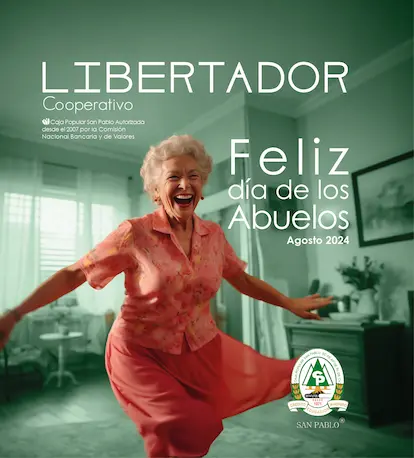 LIBERTADOR
Cooperativo
Caja Popular San Pablo Autorizada
desde el 2007 por la Comisión
Nacional Bancaria y de Valores
Feliz
día de los
Abuelos
Agosto 2024
SP
SAN PABLO®